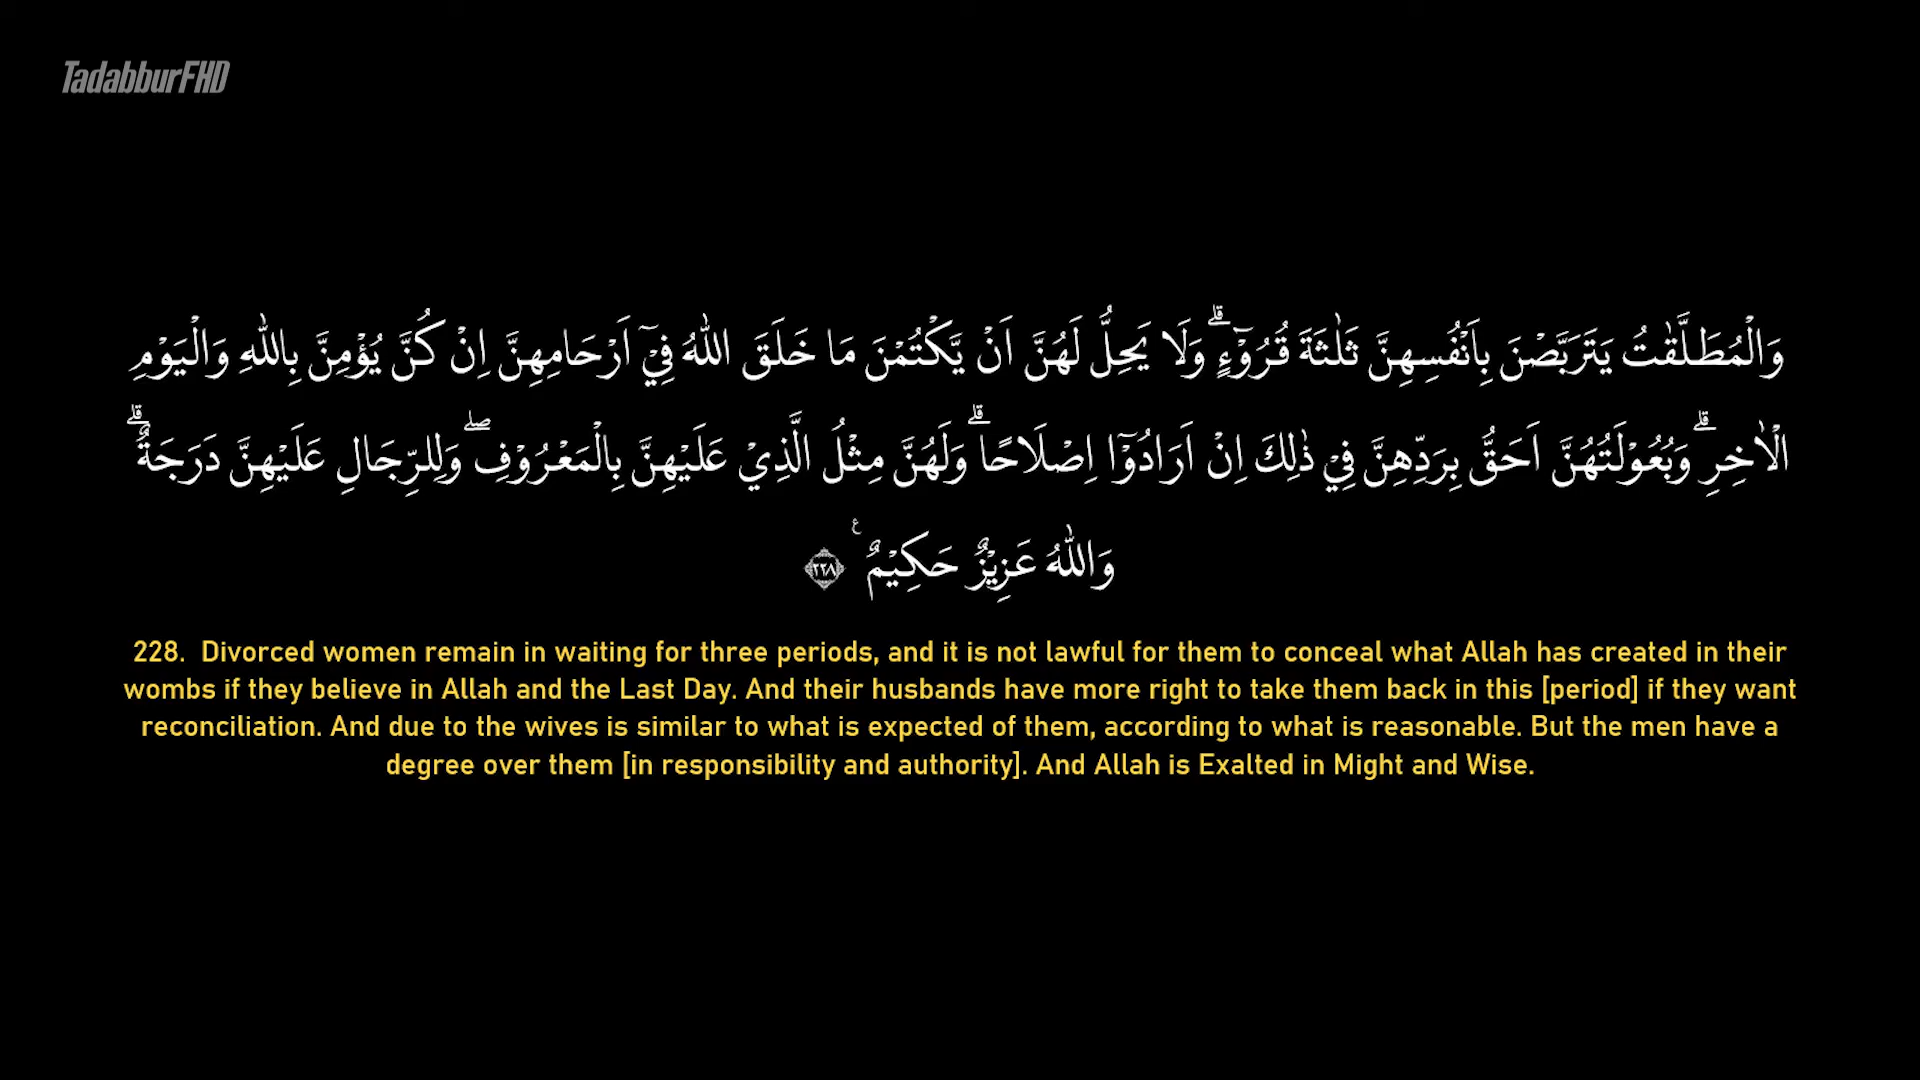 TadabburFHD
وَالْمُطَلَّقٰتُ يَتَرَبَّصْنَ بِاَنْفُسِهِنَّ ثَلٰثَةَ قُرُوْۤءٍۗ وَلَا يَحِلُّ لَهُنَّ اَنْ يَّكْتُمْنَ مَا خَلَقَ اللّٰهُ فِيْٓ اَرْحَامِهِنَّ اِنْ كُنَّ يُؤْمِنَّ بِاللّٰهِ وَالْيَوْمِ
الْاٰخِرِۗ وَبُعُوْلَتُهُنَّ اَحَقُّ بِرَدِّهِنَّ فِيْ ذٰلِكَ اِنْ اَرَادُوْٓا اِصْلَاحًاۗ وَلَهُنَّ مِثْلُ الَّذِيْ عَلَيْهِنَّ بِالْمَعْرُوْفِۖ وَلِلرِّجَالِ عَلَيْهِنَّ دَرَجَةٌۗ
وَاللّٰهُ عَزِيْزٌ حَكِيْمٌ ࣖ ٢٢٨
228. Divorced women remain in waiting for three periods, and it is not lawful for them to conceal what Allah has created in their
wombs if they believe in Allah and the Last Day. And their husbands have more right to take them back in this [period] if they want
reconciliation. And due to the wives is similar to what is expected of them, according to what is reasonable. But the men have a
degree over them [in responsibility and authority]. And Allah is Exalted in Might and Wise.